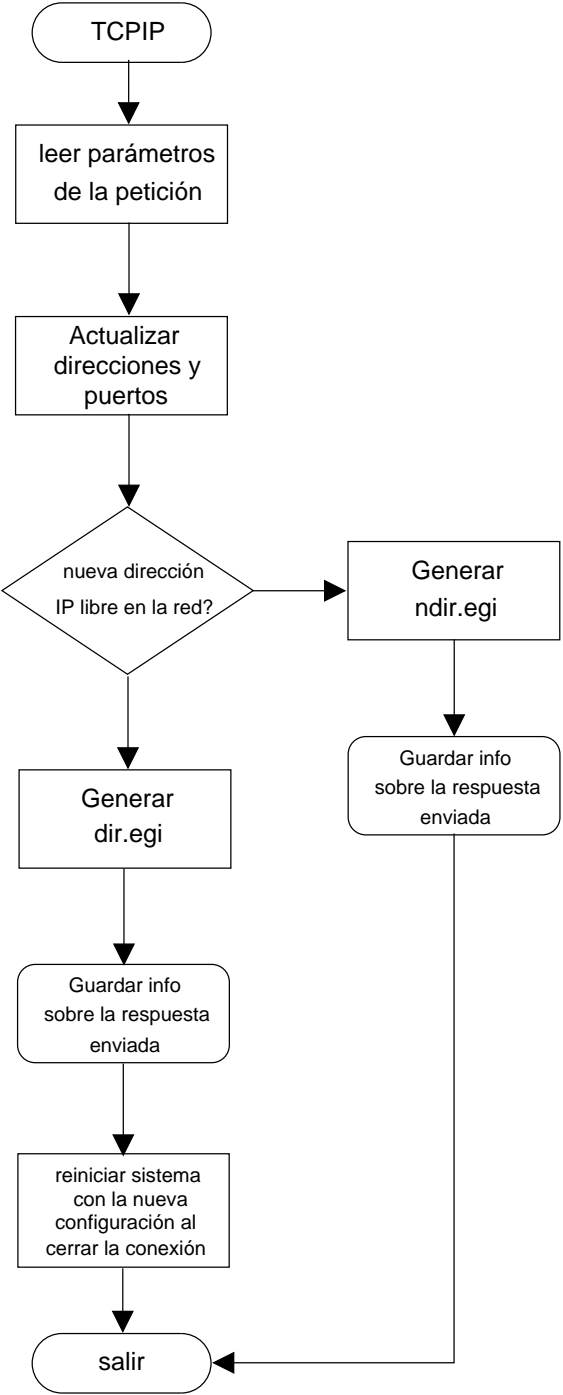 TCPIP
leer parámetros
de la petición
Actualizar
direcciones y
puertos
nueva dirección
IP libre en la red?
Generar
ndir.egi
Guardar info
sobre la respuesta
enviada
Generar
dir.egi
Guardar info
sobre la respuesta
enviada
reiniciar sistema
con la nueva
configuración al
cerrar la conexión
salir